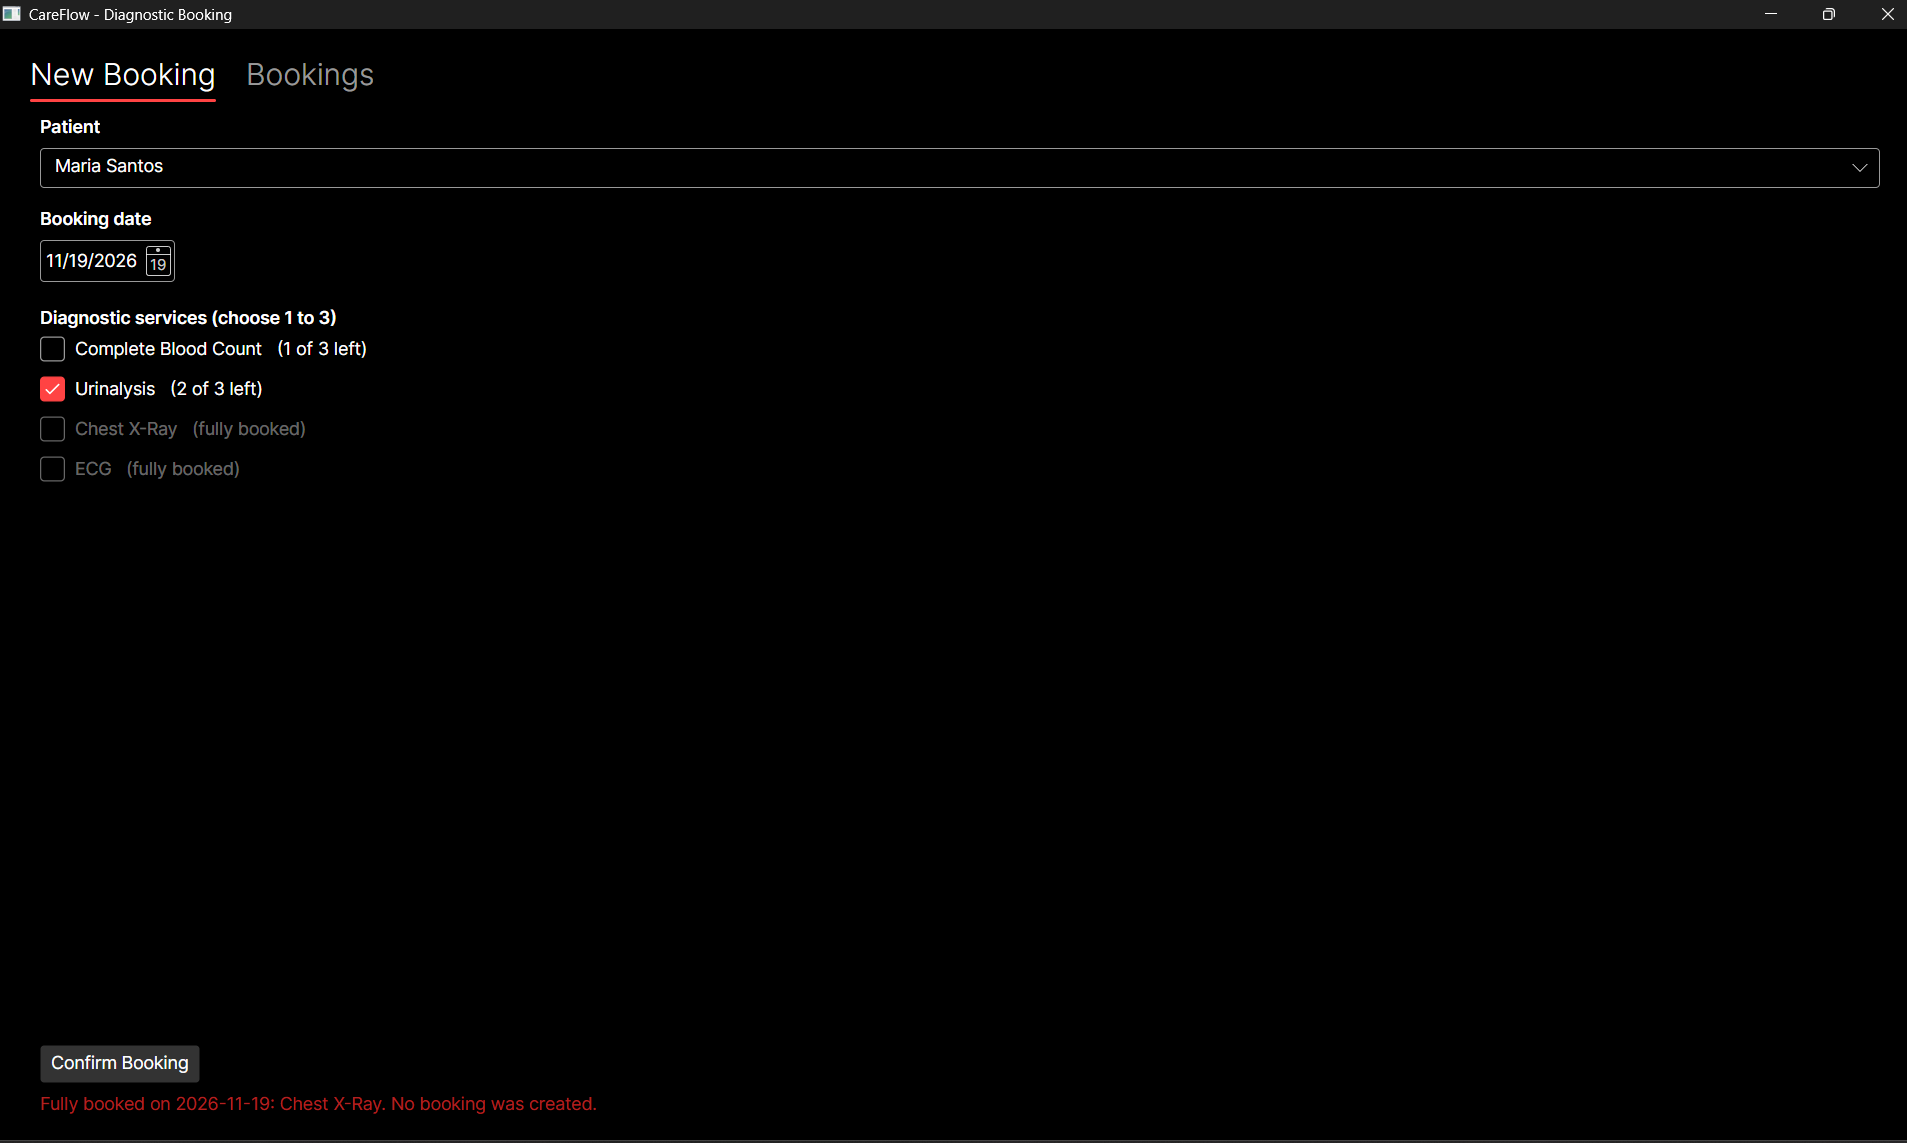 CareFlow - Diagnostic Booking
New Booking Bookings
Patient
Maria Santos
Booking date
11/19/2026 19
Diagnostic services (choose 1 to 3)
Complete Blood Count (1 of 3 left)
Urinalysis (2 of 3 left)
Chest X-Ray (fully booked)
ECG (fully booked)
Confirm Booking
Fully booked on 2026-11-19: Chest X-Ray. No booking was created.